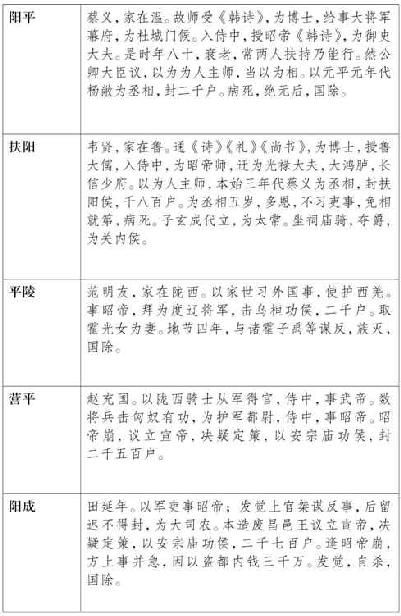 阳平
蔡义，家在温。故师受《韩诗》，为博士，给事大将军
幕府，为杜城门候。入侍中，授昭帝《韩诗》，为御史
大夫。是时年八十，衰老，常两人扶持乃能行。然公
卿大臣议，以为为人主师，当以为相。以元平元年代
杨敞为丞相，封二千户。病死，绝无后，国除。
扶阳
韦贤，家在鲁。通《诗》《礼》《尚书》，为博士，授鲁
大儒，入侍中，为昭帝师，迁为光禄大夫，大鸿胪，长
信少府。以为人主师，本始三年代蔡义为丞相，封扶
阳侯，千八百户。为丞相五岁，多恩，不习吏事，免相
就第，病死。子玄成代立，为太常。坐祠庙骑，夺爵，
为关内侯。
平陵
范明友，家在陇西。以家世习外国事，使护西羌。
事昭帝，拜为度辽将军，击乌桓功侯，二千户。取
霍光女为妻。地节四年，与诸霍子禹等谋反，族灭，
国除。
营平
赵充国。以陇西骑士从军得官，侍中，事武帝。数
将兵击匈奴有功，为护军都尉，侍中，事昭帝。昭
帝崩，议立宣帝，决疑定策，以安宗庙功侯，封
二千五百户。
阳成
田延年。以军吏事昭帝；发觉上官桀谋反事，后留
迟不得封，为大司农。本造废昌邑王议立宣帝，决
疑定策，以安宗庙功侯，二千七百户。逢昭帝崩，
方上事并急，因以盗都内钱三千万。发觉，自杀，
国除。